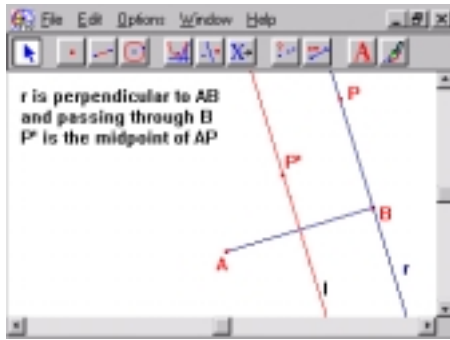 File Edit Options Window Help
A
r is perpendicular to AB
and passing through B
P' is the midpoint of AP
P
P'
B
A
r
l